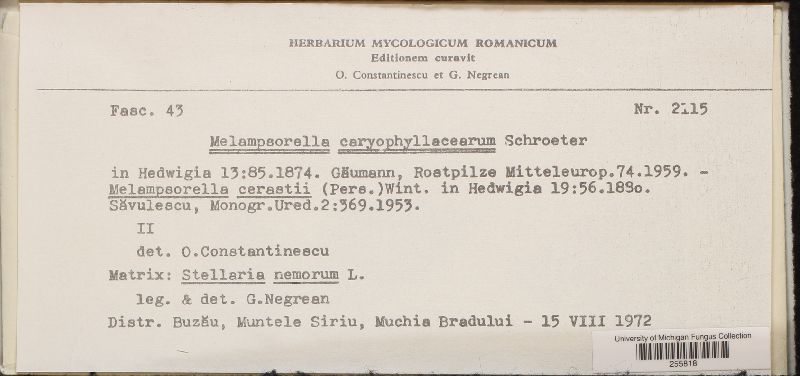 HERBARIUM MYCOLOGICUM ROMANICUM
Editionem curavit
O. Constantinescu et G. Negrean
Fasc. 43 Nr. 2115
Melampsorella caryophyllacearum Schroeter
in Hedwigia 13:85.1874. Găumann, Rostpilze Mitteleurop.74.1959. -
Melampsorella cerastii (Pers.)Wint. in Hedwigia 19:56.1880.
Săvulescu, Monogr.Ured.2:369.1953.
II
det. O.Constantinescu
Matrix: Stellaria nemorum L.
leg. & det. G.Negrean
Distr. Buzău, Muntele Siriu, Muchia Bradului - 15 VIII 1972
University of Michigan Fungus Collection
255818